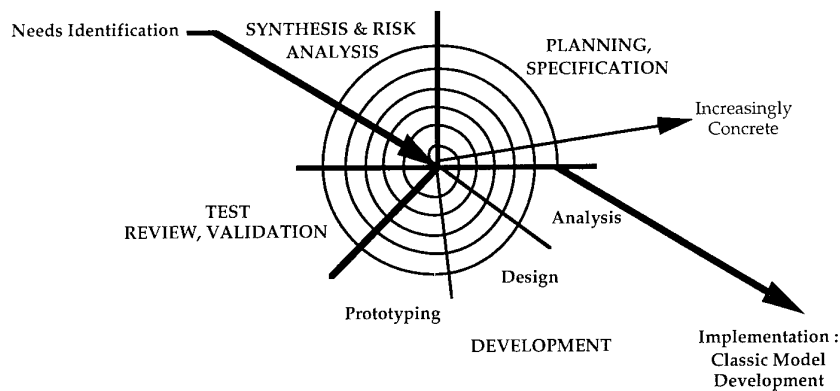 Needs Identification
SYNTHESIS & RISK
ANALYSIS
PLANNING,
SPECIFICATION
Increasingly
Concrete
TEST
REVIEW, VALIDATION
Analysis
Design
Prototyping
DEVELOPMENT
Implementation :
Classic Model
Development